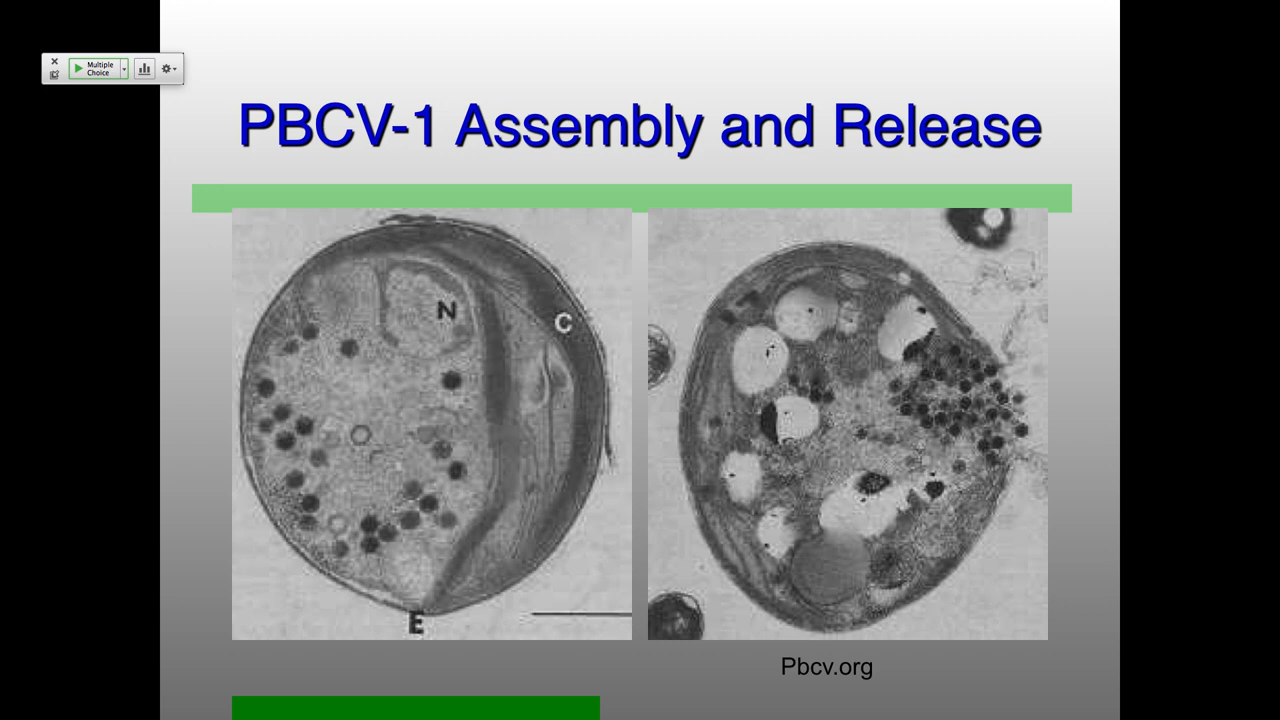 Multiple
Choice
PBCV-1 Assembly and Release
N
C
E
Pbcv.org